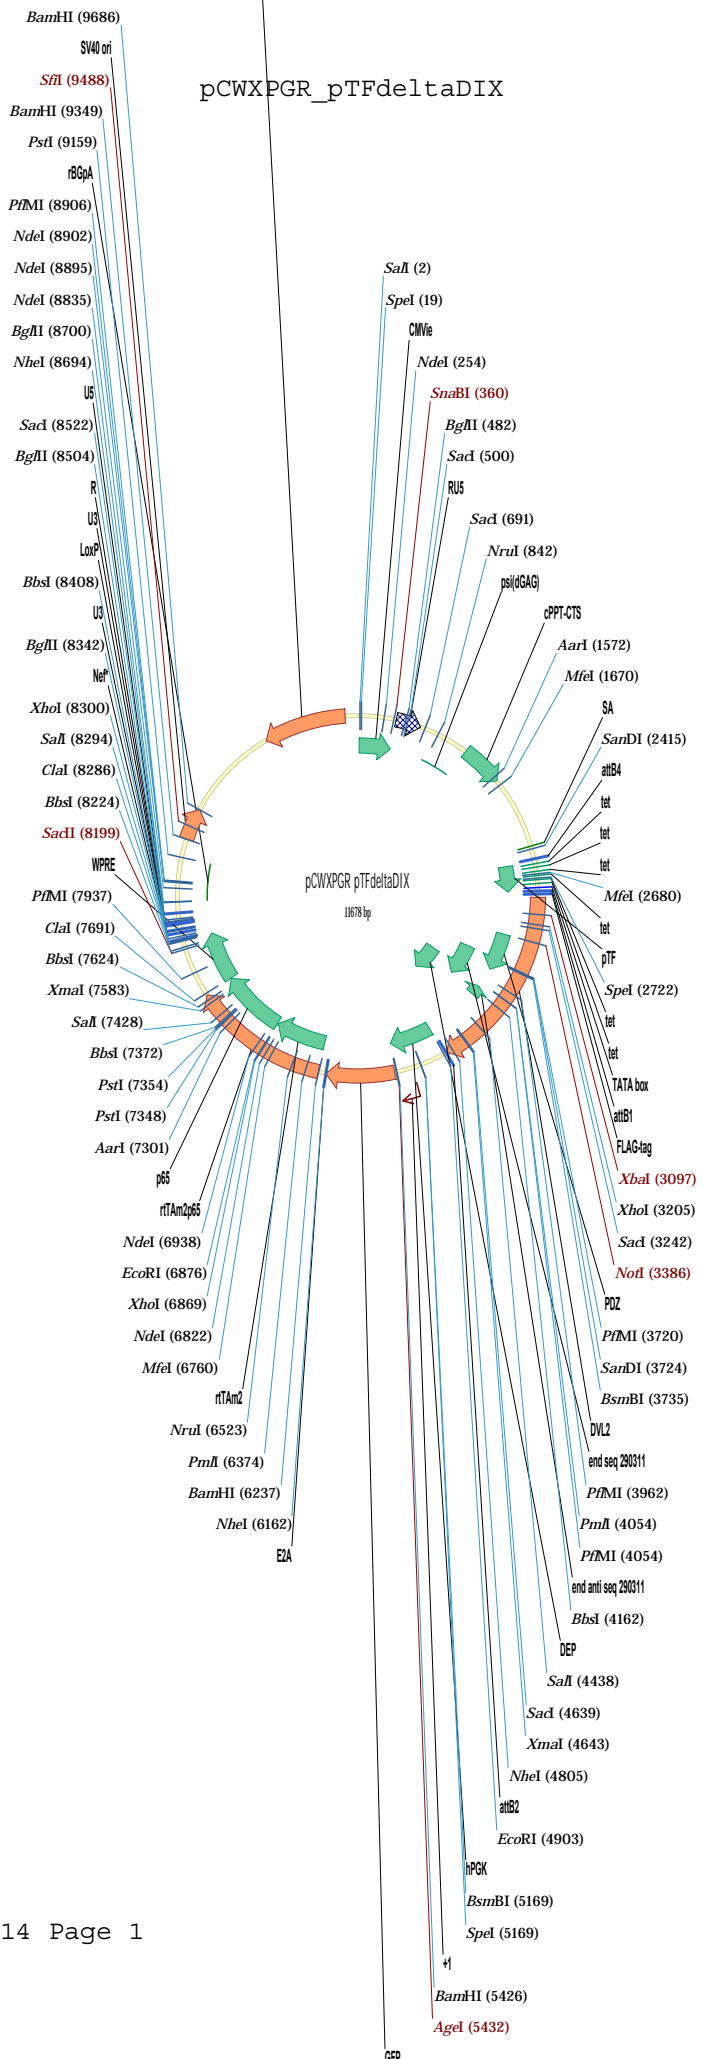 pCWXPGR_pTFdeltaDIX
BamHI (9686)
SV40 ori
SfiI (9488)
BamHI (9349)
PstI (9159)
rBGpA
PflMI (8906)
NdeI (8902)
NdeI (8895)
NdeI (8835)
BglII (8700)
NheI (8694)
U5
SacI (8522)
BglII (8504)
R
U3
LoxP
BbsI (8408)
U3
BglII (8342)
Nef*
XhoI (8300)
SalI (8294)
ClaI (8286)
BbsI (8224)
SacII (8199)
WPRE
PflMI (7937)
ClaI (7691)
BbsI (7624)
XmaI (7583)
SalI (7428)
BbsI (7372)
PstI (7354)
PstI (7348)
AarI (7301)
p65
rtTAm2p65
NdeI (6938)
EcoRI (6876)
XhoI (6869)
NdeI (6822)
MfeI (6760)
rtTAm2
NruI (6523)
PmlI (6374)
BamHI (6237)
NheI (6162)
E2A
SalI (2)
SpeI (19)
CMVie
NdeI (254)
SnaBI (360)
BglII (482)
SacI (500)
RU5
SacI (691)
NruI (842)
psi(dGAG)
cPPT-CTS
AarI (1572)
MfeI (1670)
SA
SanDI (2415)
attB4
tet
tet
tet
MfeI (2680)
tet
pTF
SpeI (2722)
tet
tet
TATA box
attB1
FLAG-tag
XbaI (3097)
XhoI (3205)
SacI (3242)
NotI (3386)
PDZ
PflMI (3720)
SanDI (3724)
BsmBI (3735)
DVL2
end seq 290311
PflMI (3962)
PmlI (4054)
PflMI (4054)
end anti seq 290311
BbsI (4162)
DEP
SalI (4438)
SacI (4639)
XmaI (4643)
NheI (4805)
attB2
EcoRI (4903)
hPGK
BsmBI (5169)
SpeI (5169)
+1
BamHI (5426)
AgeI (5432)
GFP
pCWXPGR pTFdeltaDIX
11678 bp
14 Page 1